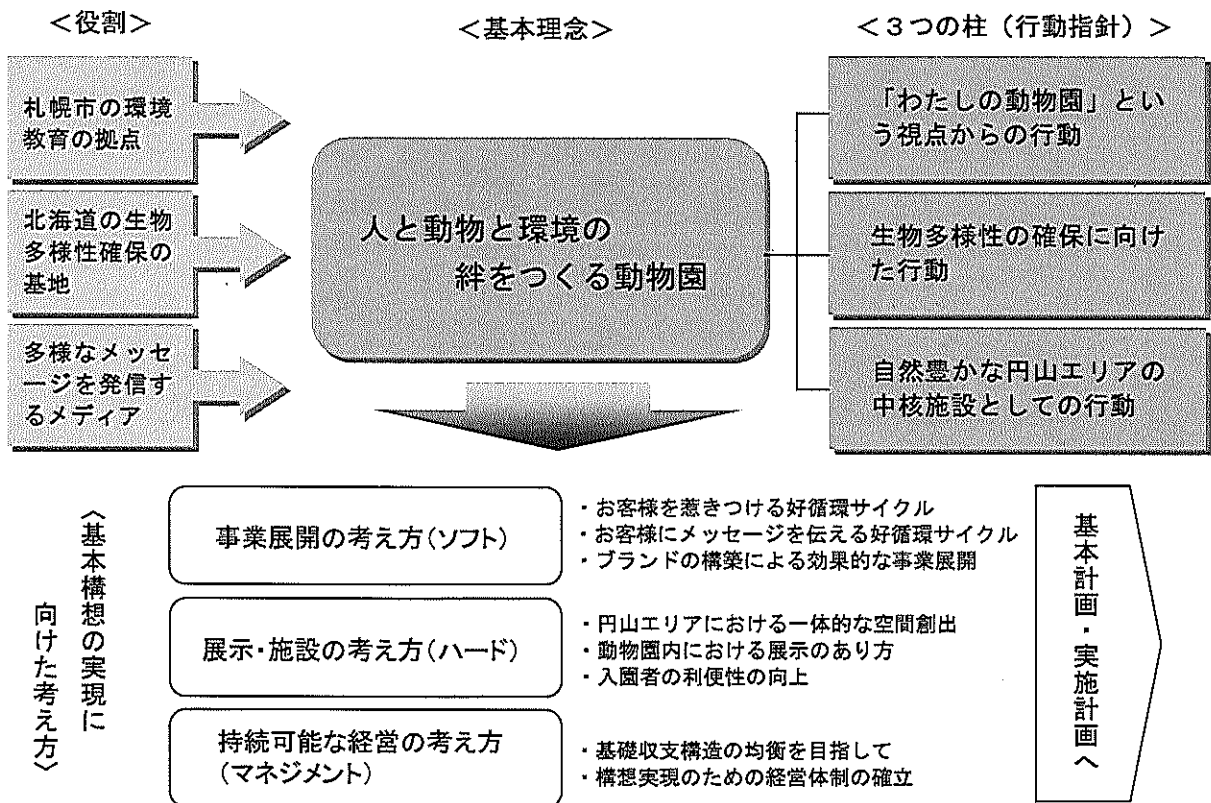 ＜役割＞
＜基本理念＞
＜３つの柱（行動指針）＞
札幌市の環境
教育の拠点
北海道の生物
多様性確保の
基地
多様なメッセ
ージを発信す
るメディア
人と動物と環境の
絆をつくる動物園
「わたしの動物園」とい
う視点からの行動
生物多様性の確保に向け
た行動
自然豊かな円山エリアの
中核施設としての行動
〈基本構想の実現に
向けた考え方〉
事業展開の考え方（ソフト）
・お客様を惹きつける好循環サイクル
・お客様にメッセージを伝える好循環サイクル
・ブランドの構築による効果的な事業展開
展示・施設の考え方（ハード）
・円山エリアにおける一体的な空間創出
・動物園内における展示のあり方
・入園者の利便性の向上
持続可能な経営の考え方
（マネジメント）
・基礎収支構造の均衡を目指して
・構想実現のための経営体制の確立
基本計画・実施計画へ